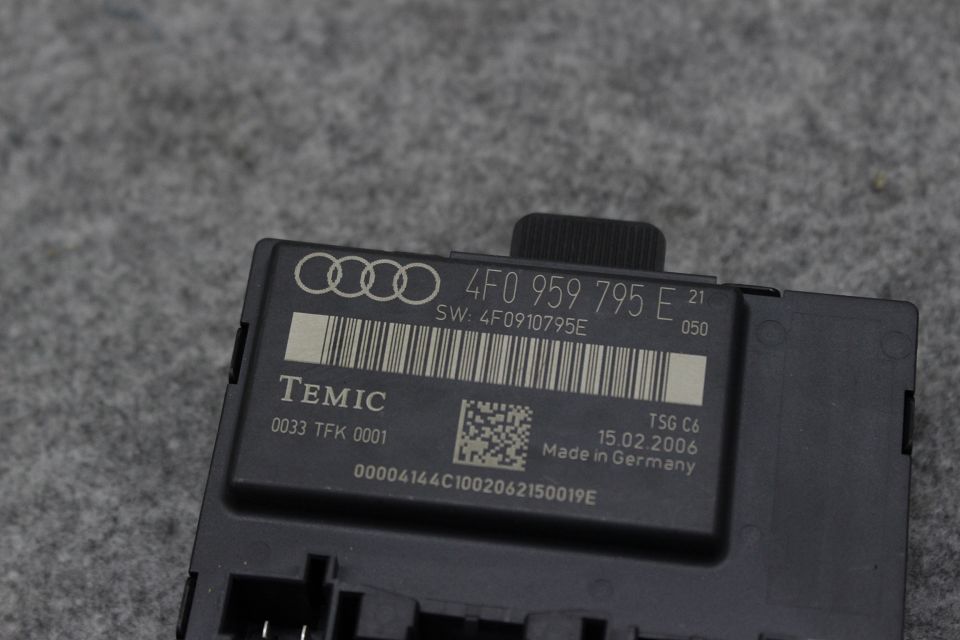 4F0 959 795 E 21
SW: 4F0910795E 050
TEMIC
TSG C6
0033 TFK 0001
15.02.2006
Made in Germany
00004144C1002062150019E